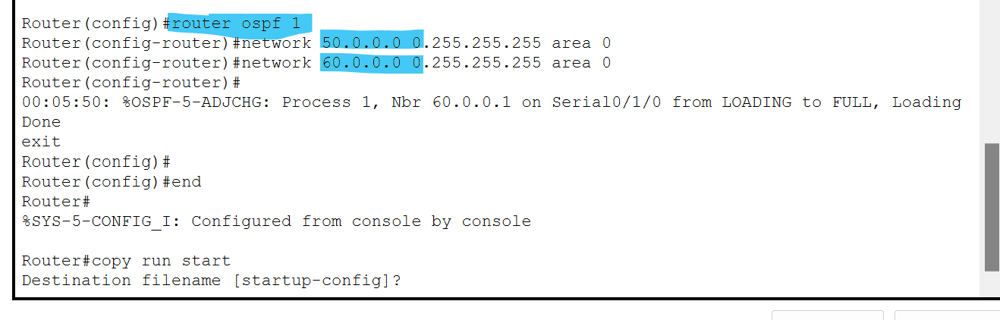 Router(config)#router ospf 1
Router(config-router)#network 50.0.0.0 0.255.255.255 area 0
Router(config-router)#network 60.0.0.0 0.255.255.255 area 0
Router(config-router)#
00:05:50: %OSPF-5-ADJCHG: Process 1, Nbr 60.0.0.1 on Serial0/1/0 from LOADING to FULL, Loading
Done
exit
Router(config)#
Router(config)#end
Router#
%SYS-5-CONFIG_I: Configured from console by console
Router#copy run start
Destination filename [startup-config]?